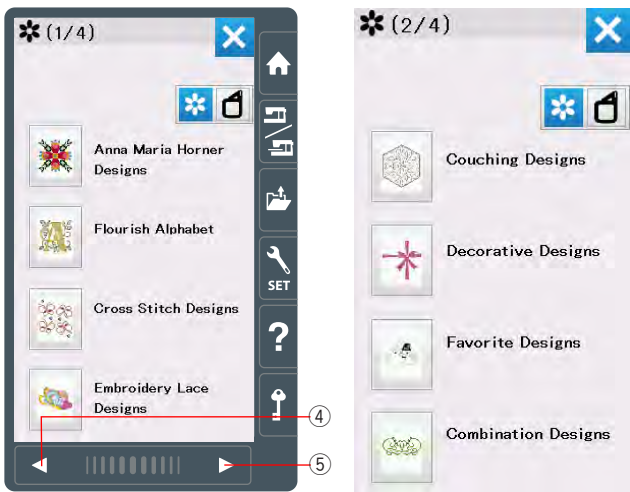 (1/4)
Anna Maria Horner
Designs
Flourish Alphabet
Cross Stitch Designs
Embroidery Lace
Designs
SET
?
④
⑤
(2/4)
Couching Designs
Decorative Designs
Favorite Designs
Combination Designs